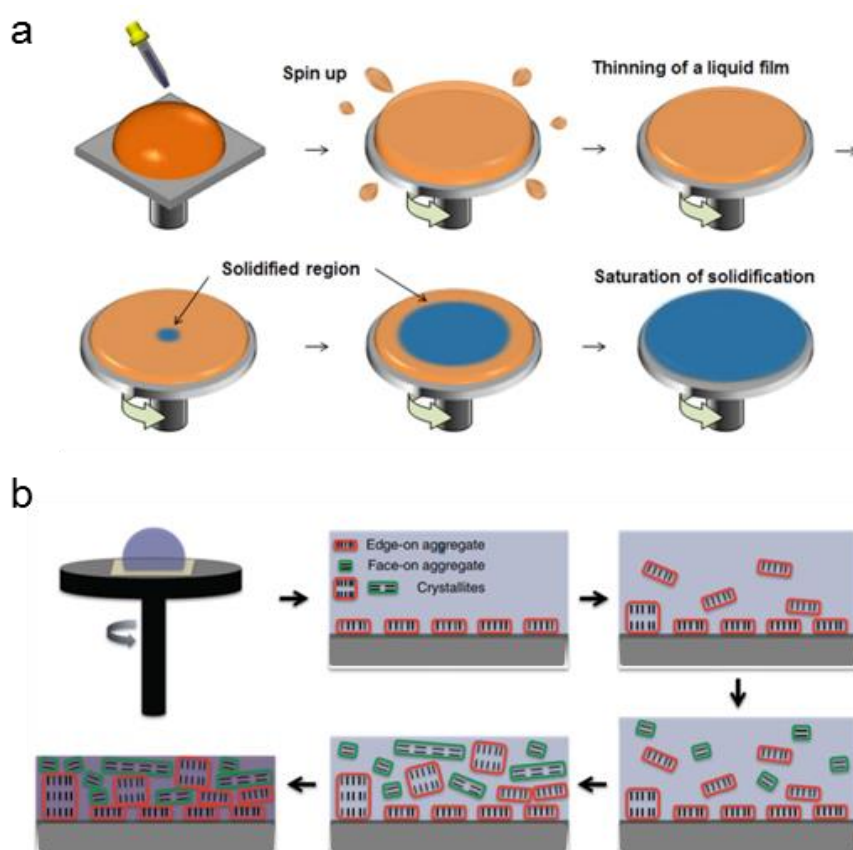 a
Spin up
Thinning of a liquid film
Solidified region
Saturation of solidification
b
Edge-on aggregate
Face-on aggregate
Crystallites